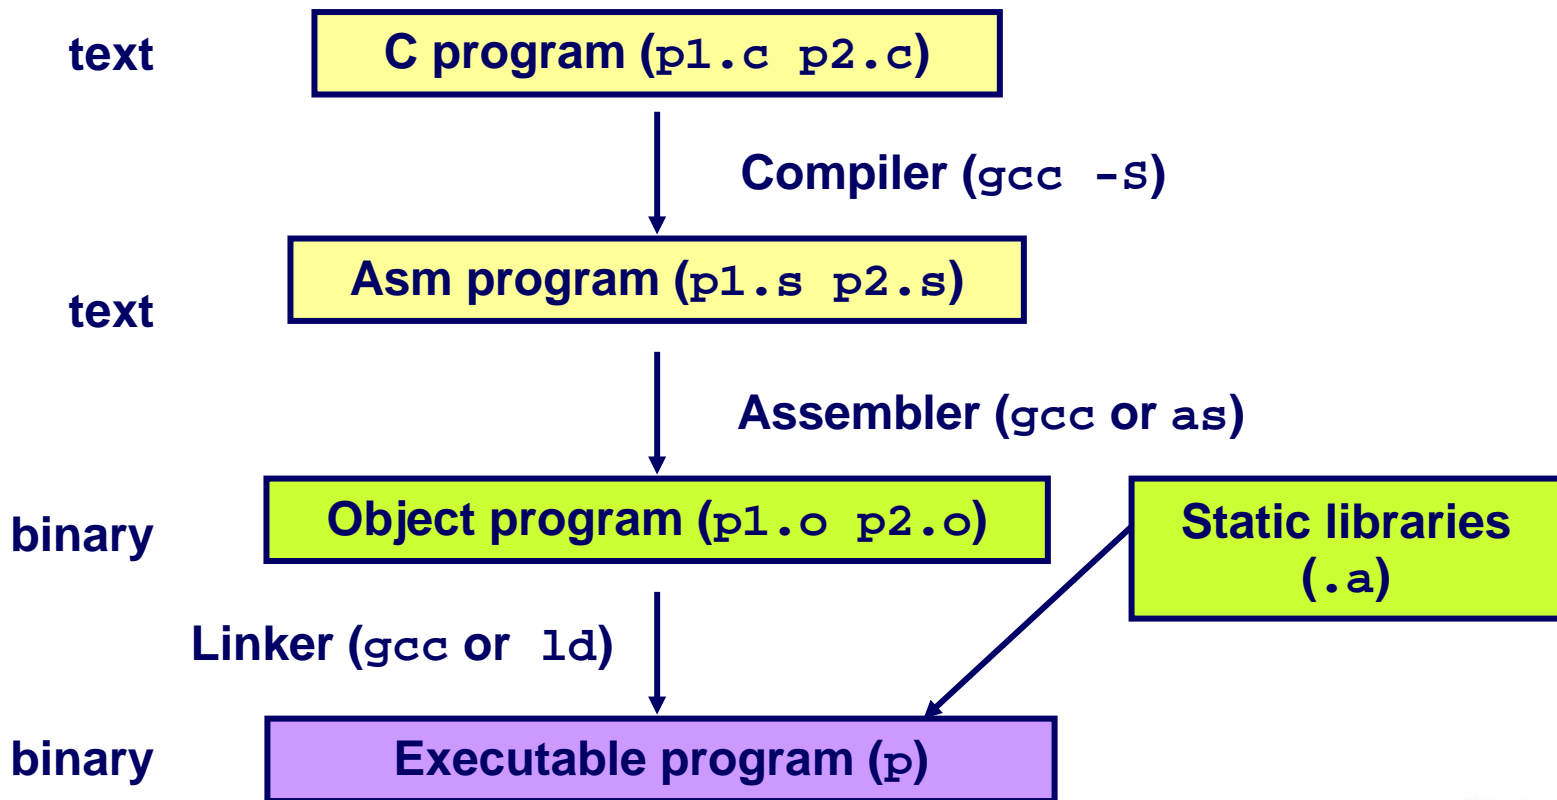 text
C program (p1.c p2.c)
Compiler (gcc -S)
text
Asm program (p1.s p2.s)
Assembler (gcc or as)
binary
Object program (p1.o p2.o)
Static libraries
(.a)
Linker (gcc or ld)
binary
Executable program (p)